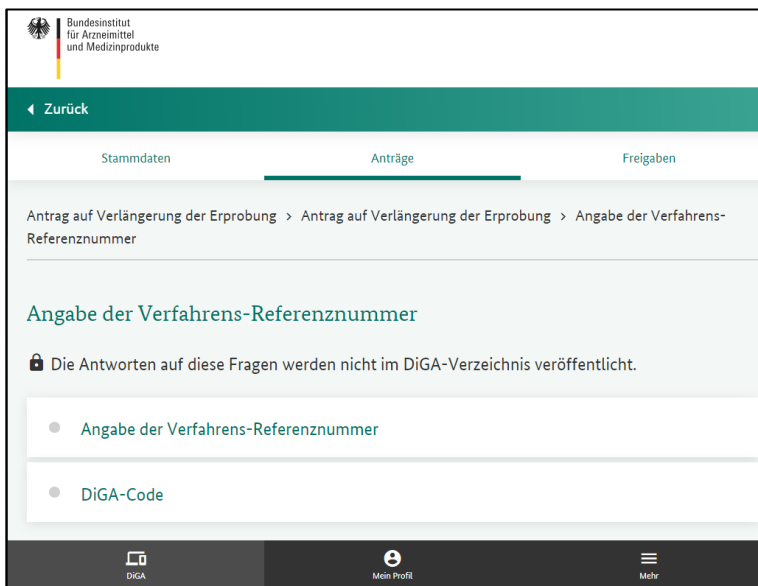 Bundesinstitut
für Arzneimittel
und Medizinprodukte
Zurück
Stammdaten
Anträge
Freigaben
Antrag auf Verlängerung der Erprobung > Antrag auf Verlängerung der Erprobung > Angabe der Verfahrens-
Referenznummer
Angabe der Verfahrens-Referenznummer
Die Antworten auf diese Fragen werden nicht im DiGA-Verzeichnis veröffentlicht.
Angabe der Verfahrens-Referenznummer
DiGA-Code
DiGA
Mein Profil
Mehr